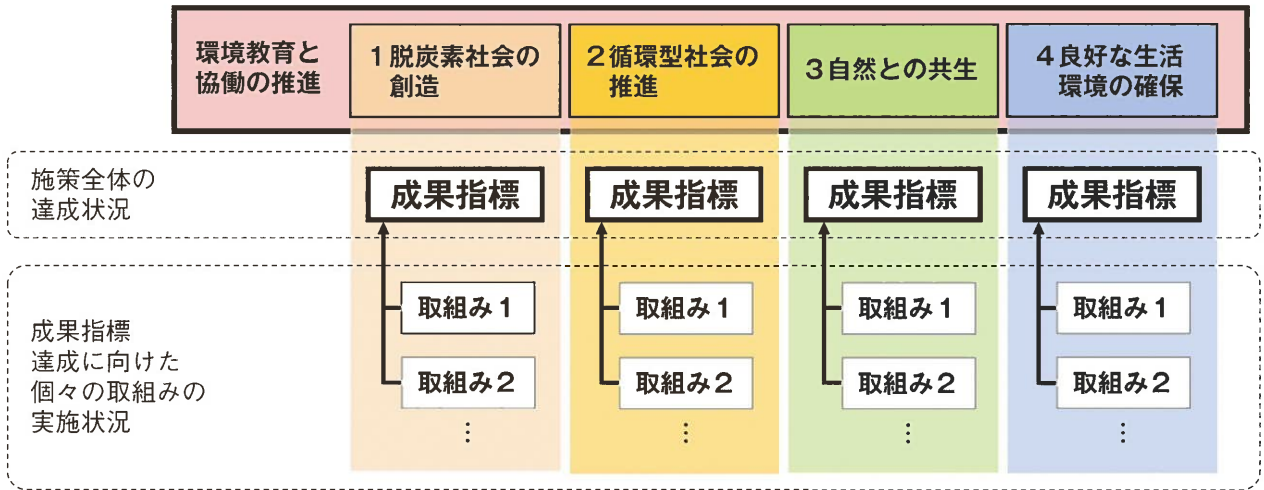 環境教育と
協働の推進
1脱炭素社会の
創造
2循環型社会の
推進
3自然との共生
4良好な生活
環境の確保
施策全体の
達成状況
成果指標
成果指標
成果指標
成果指標
成果指標
達成に向けた
個々の取組みの
実施状況
取組み1
取組み2
⋮
取組み1
取組み2
⋮
取組み1
取組み2
⋮
取組み1
取組み2
⋮